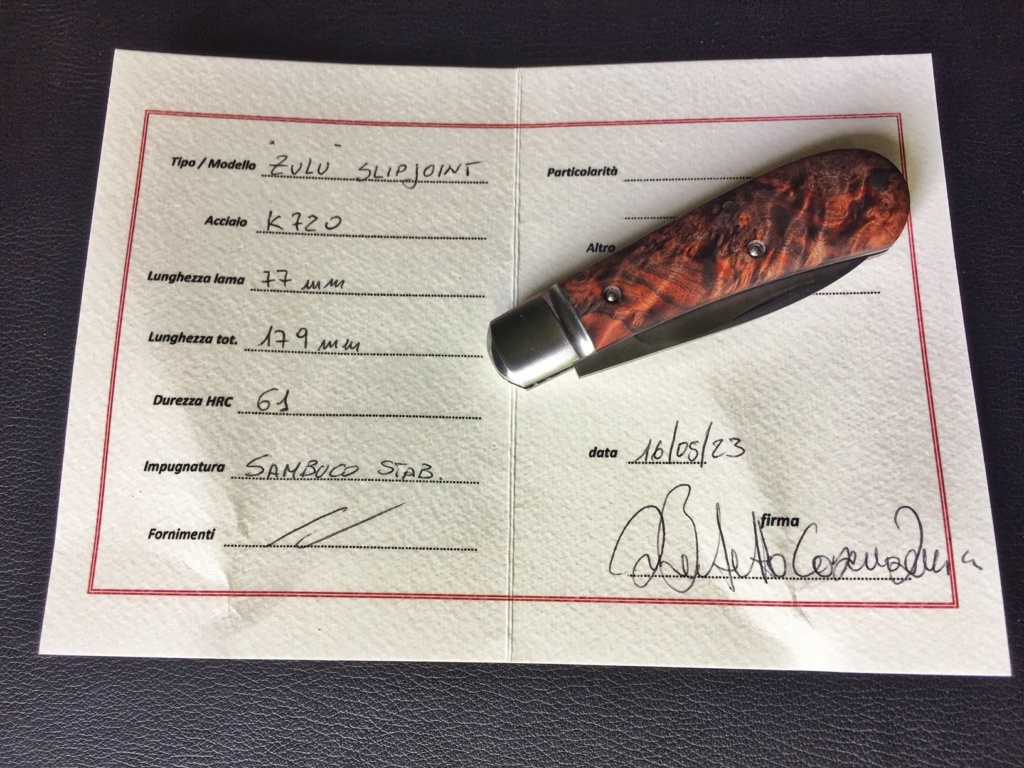 Tipo / Modello "ZULU" SLIPJOINT
Acciaio K720
Lunghezza lama 77 mm
Lunghezza tot. 179 mm
Durezza HRC 61
Impugnatura SAMBUCO STAB.
Fornimenti
Particolarità
Altro
data 16/05/23
firma